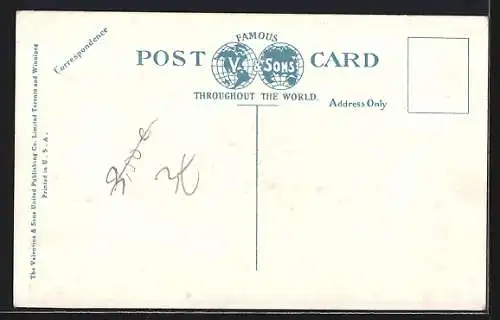 Correspondence
FAMOUS
POST V. & SONS CARD
THROUGHOUT THE WORLD.
Address Only
The Valentine & Sons United Publishing Co. Limited Toronto and Winnipeg
Printed in U. S. A.